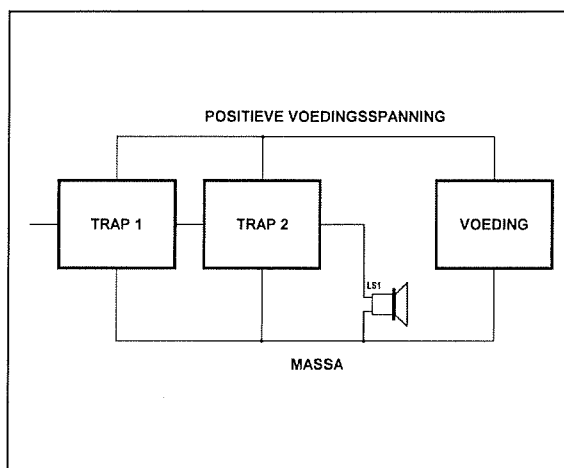 POSITIEVE VOEDINGSSPANNING
TRAP 1
TRAP 2
VOEDING
LS1
MASSA